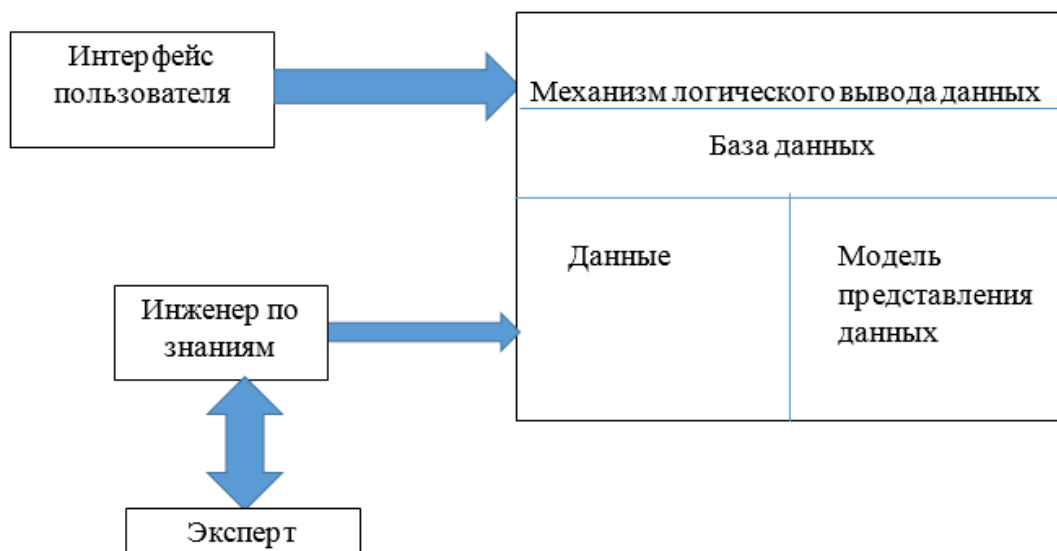 Интерфейс
пользователя
Механизм логического вывода данных
База данных
Данные
Модель
представления
данных
Инженер по
знаниям
Эксперт